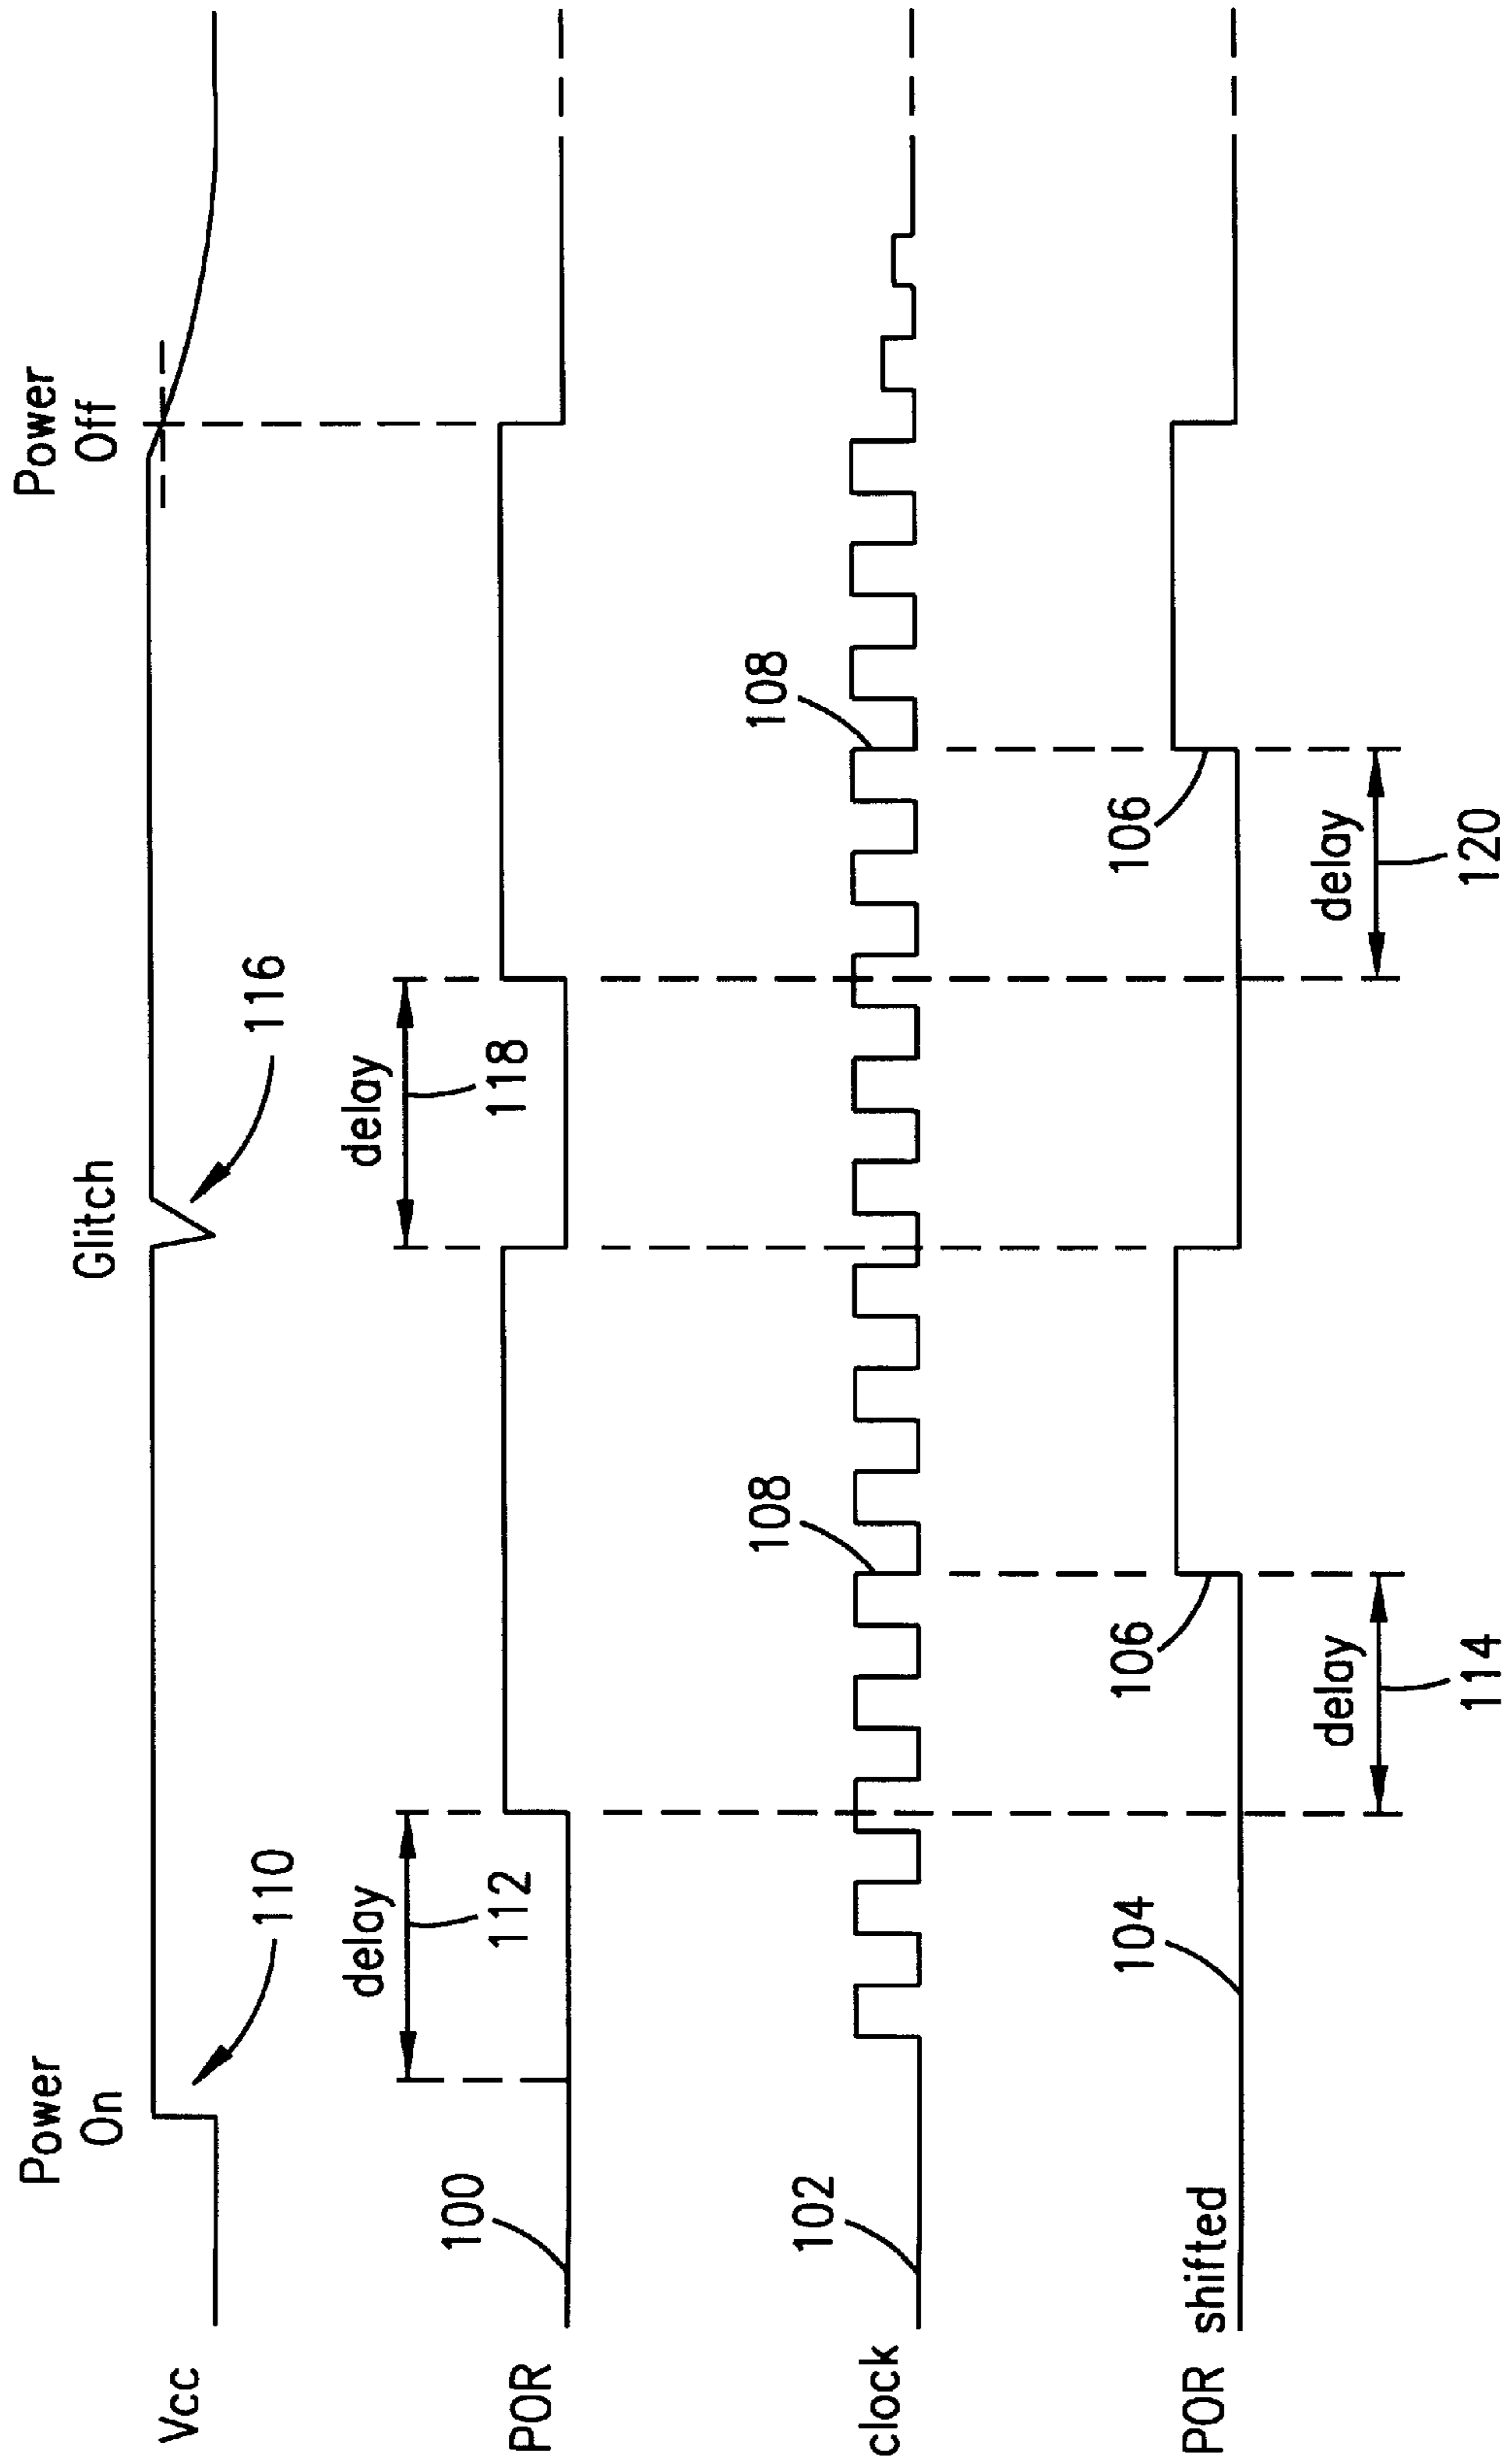 Power
On
Glitch
Power
Off
Vcc
110
116
delay
delay
112
118
POR
100
108
108
clock
102
POR shifted
104
106
106
delay
delay
114
120